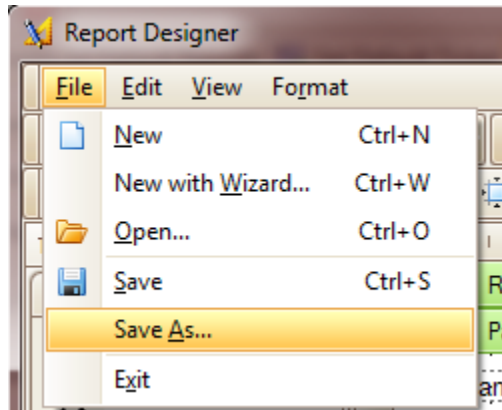 Report Designer
File Edit View Format
New Ctrl+N
New with Wizard... Ctrl+W
Open... Ctrl+O
Save Ctrl+S
Save As...
Exit